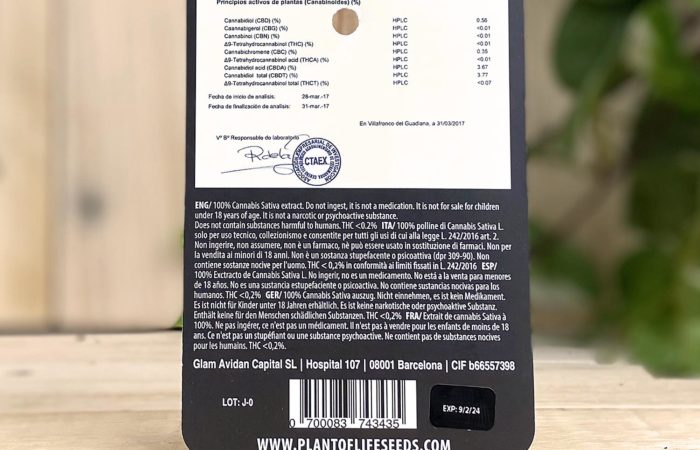 Principios activos de plantas (Canabinoides) (%)
Cannabidiol (CBD) (%) HPLC 0.56
Cannabigerol (CBG) (%) HPLC <0.01
Cannabinol (CBN) (%) HPLC <0.01
Δ9-Tetrahydrocannabinol (THC) (%) HPLC <0.01
Cannabichromene (CBC) (%) HPLC 0.35
Δ9-Tetrahydrocannabinol acid (THCA) (%) HPLC <0.01
Cannabidiol acid (CBDA) (%) HPLC 3.67
Cannabidiol total (CBDT) (%) HPLC 3.77
Δ9-Tetrahydrocannabinol total (THCT) (%) HPLC <0.07
Fecha de inicio de analisis: 28-mar.-17
Fecha de finalización de analisis: 31-mar.-17
En Villafranco del Guadiana, a 31/03/2017
Vº Bº Responsable de laboratorio
CTAEX
ENG/ 100% Cannabis Sativa extract. Do not ingest, it is not a medication. It is not for sale for children
under 18 years of age. It is not a narcotic or psychoactive substance.
Does not contain substances harmful to humans. THC <0.2% ITA/ 100% polline di Cannabis Sativa L.
solo per uso tecnico, collezionismo e consentite per tutti gli usi di cui alla legge L. 242/2016 art. 2.
Non ingerire, non assumere, non è un farmaco, nè può essere usato in sostituzione di farmaci. Non per
la vendita ai minori di 18 anni. Non è un sostanza stupefacente o psicoattiva (dpr 309-90). Non
contiene sostanze nocive per l'uomo. THC < 0,2% in conformità ai limiti fissati in L.242/2016 ESP/
100% Exctracto de Cannabis Sativa L. No ingerir, no es un medicamento. No está a la venta para menores
de 18 años. No es una sustancia estupefaciente o psicoactiva. No contiene sustancias nocivas para los
humanos. THC <0,2% GER/ 100% Cannabis Sativa auszug. Nicht einnehmen, es ist kein Medikament.
Es ist nicht für Kinder unter 18 Jahren erhältlich. Es ist keine narkotische oder psychoaktive Substanz.
Enthält keine für den Menschen schädlichen Substanzen. THC <0,2% FRA/ Extrait de cannabis Sativa à
100%. Ne pas ingérer, ce n'est pas un médicament. Il n'est pas à vendre pour les enfants de moins de 18
ans. Ce n'est pas un stupéfiant ou une substance psychoactive. Ne contient pas de substances nocives
pour les humains. THC <0,2%.
Glam Avidan Capital SL | Hospital 107 | 08001 Barcelona | CIF b66557398
LOT: J-0
EXP: 9/2/24
0 700083 743435
WWW.PLANTOFLIFESEEDS.COM